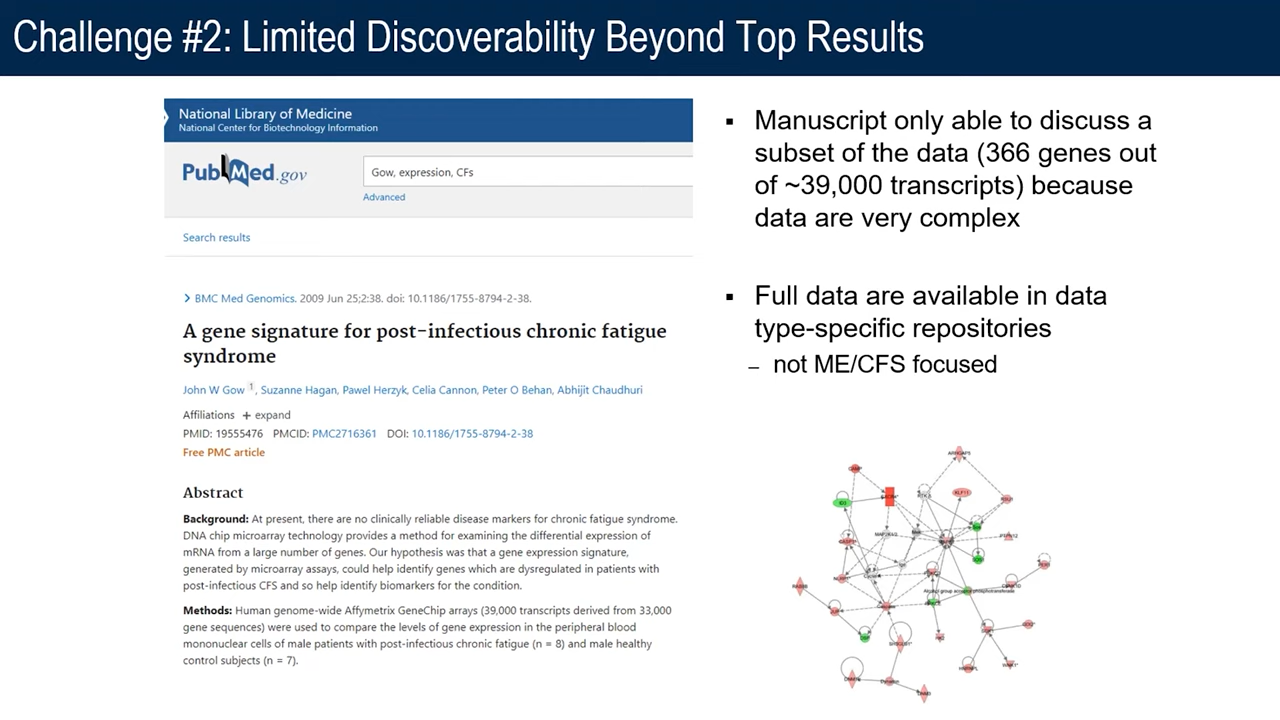 Challenge #2: Limited Discoverability Beyond Top Results
National Library of Medicine
National Center for Biotechnology Information
PubMed.gov
Gow, expression, CFs
Advanced
Search results
BMC Med Genomics. 2009 Jun 25;2:38. doi: 10.1186/1755-8794-2-38.
A gene signature for post-infectious chronic fatigue
syndrome
John W Gow 1, Suzanne Hagan, Pawel Herzyk, Celia Cannon, Peter O Behan, Abhijit Chaudhuri
Affiliations + expand
PMID: 19555476 PMCID: PMC2716361 DOI: 10.1186/1755-8794-2-38
Free PMC article
Abstract
Background: At present, there are no clinically reliable disease markers for chronic fatigue syndrome.
DNA chip microarray technology provides a method for examining the differential expression of
mRNA from a large number of genes. Our hypothesis was that a gene expression signature,
generated by microarray assays, could help identify genes which are dysregulated in patients with
post-infectious CFS and so help identify biomarkers for the condition.
Methods: Human genome-wide Affymetrix GeneChip arrays (39,000 transcripts derived from 33,000
gene sequences) were used to compare the levels of gene expression in the peripheral blood
mononuclear cells of male patients with post-infectious chronic fatigue (n = 8) and male healthy
control subjects (n = 7).
▪ Manuscript only able to discuss a
subset of the data (366 genes out
of ~39,000 transcripts) because
data are very complex
▪ Full data are available in data
type-specific repositories
– not ME/CFS focused
ARHGAP5
KLF11
PTPN12